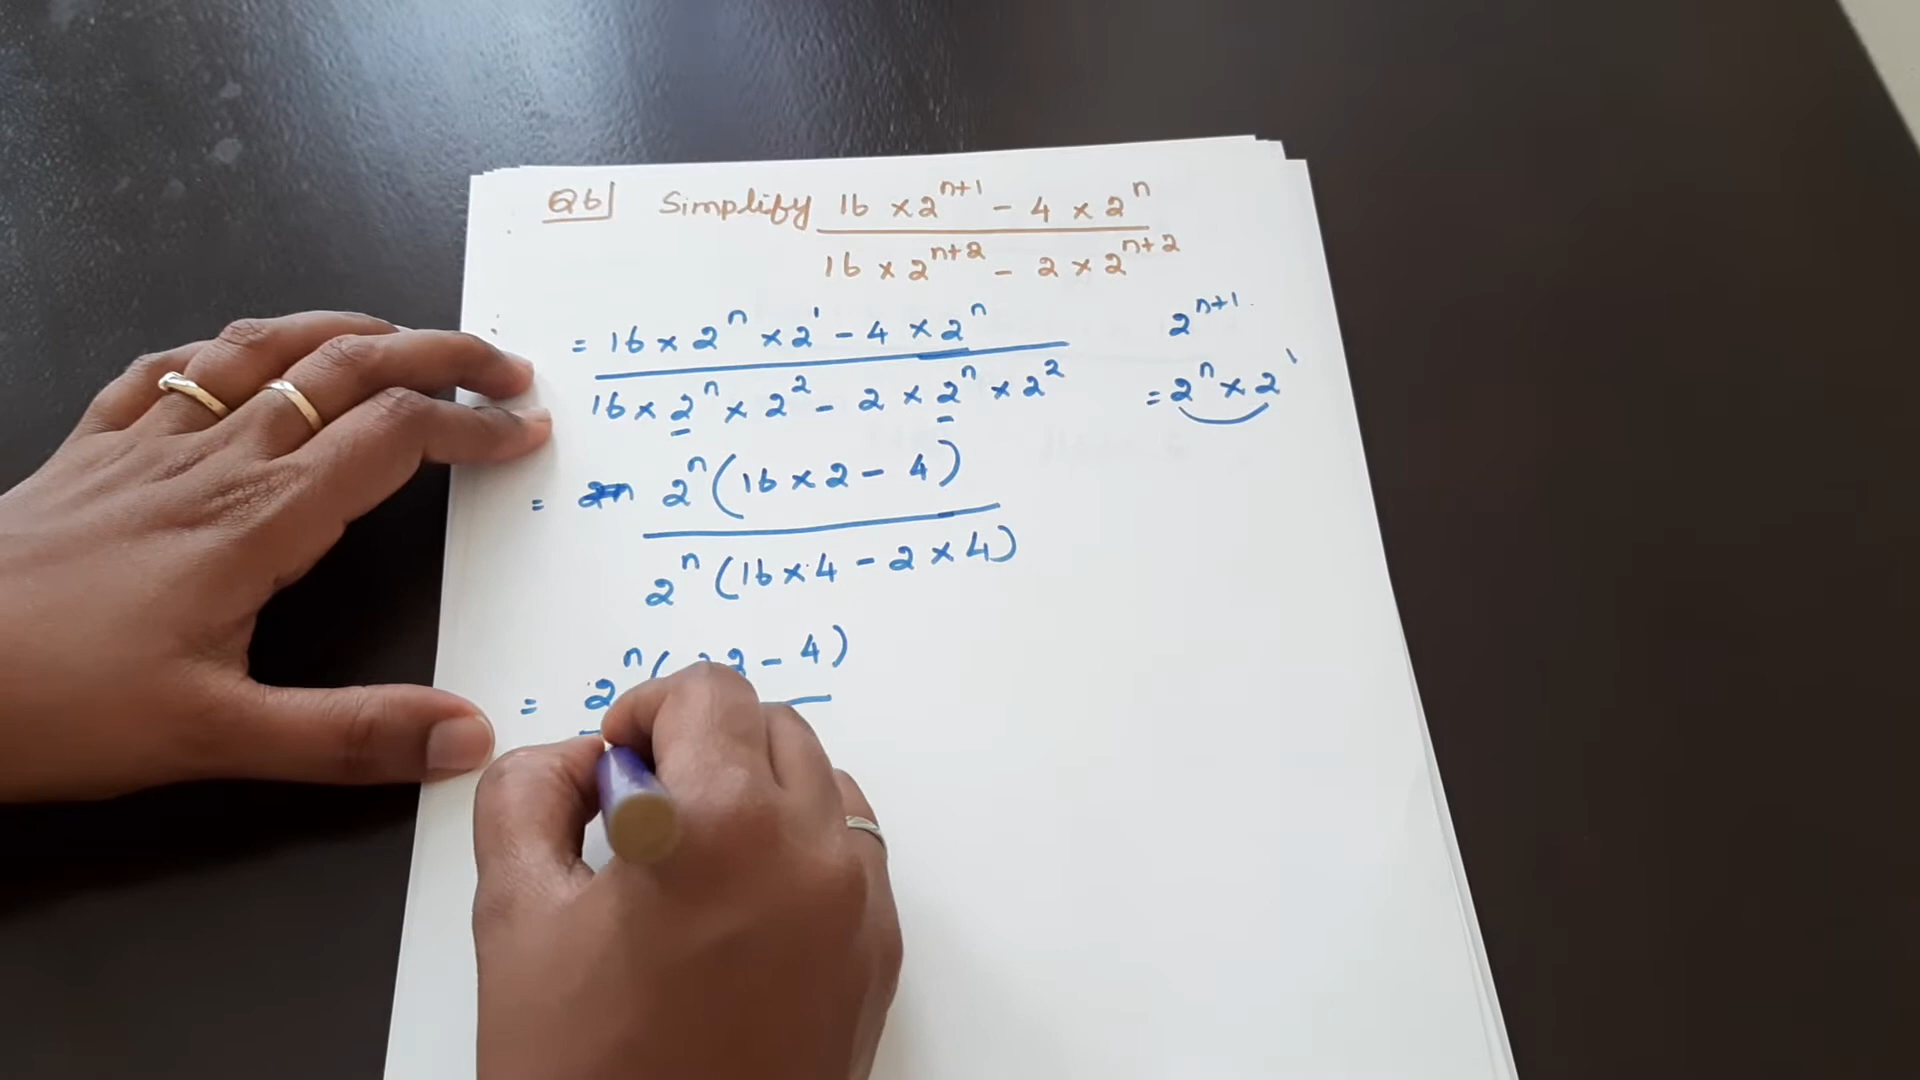 Q6 Simplify 16 × 2^(n+1) - 4 × 2^n
16 × 2^(n+2) - 2 × 2^(n+2)
= 16 × 2^n × 2^1 - 4 × 2^n
16 × 2^n × 2^2 - 2 × 2^n × 2^2
2^(n+1)
= 2^n × 2^1
= 2^n (16 × 2 - 4)
2^n (16 × 4 - 2 × 4)
= 2^n ( 2 - 4)